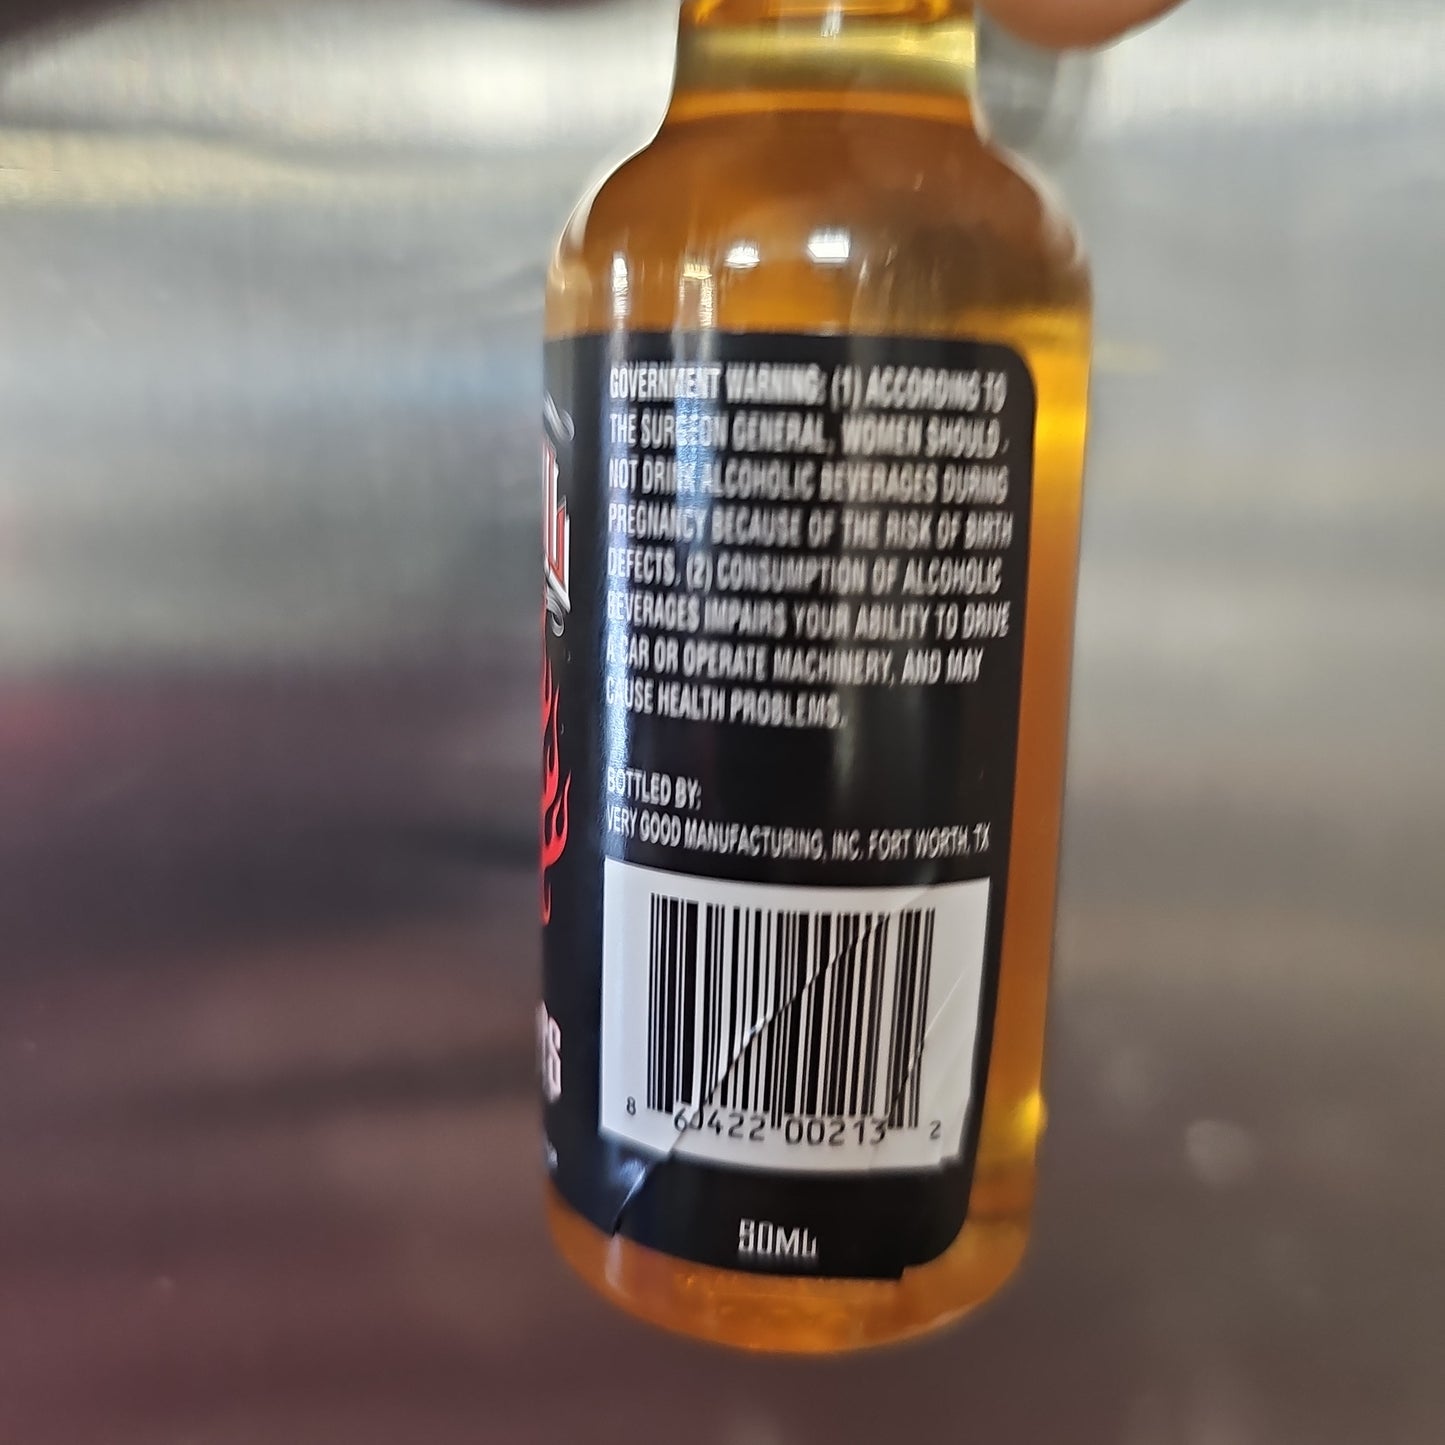 GOVERNMENT WARNING: (1) ACCORDING TO
THE SURGEON GENERAL, WOMEN SHOULD
NOT DRINK ALCOHOLIC BEVERAGES DURING
PREGNANCY BECAUSE OF THE RISK OF BIRTH
DEFECTS. (2) CONSUMPTION OF ALCOHOLIC
BEVERAGES IMPAIRS YOUR ABILITY TO DRIVE
A CAR OR OPERATE MACHINERY, AND MAY
CAUSE HEALTH PROBLEMS.
BOTTLED BY:
VERY GOOD MANUFACTURING, INC. FORT WORTH, TX
8 60422 00213 2
50ML